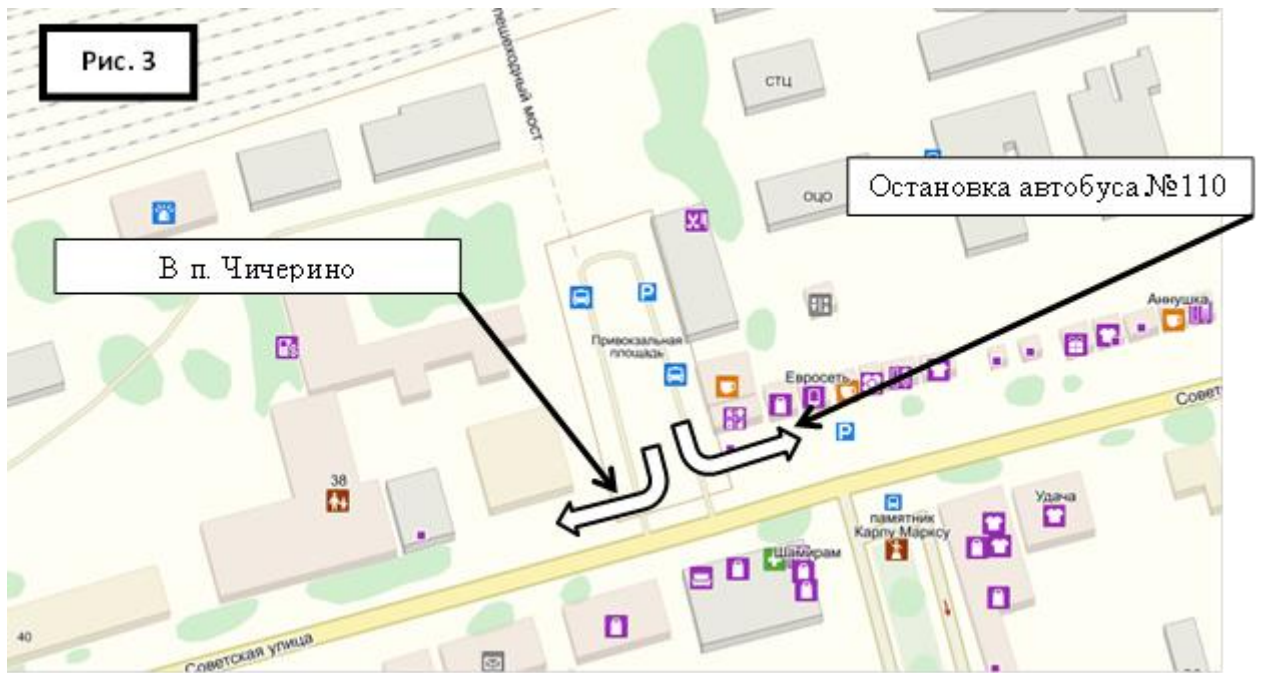 Рис. 3
пешеходный мост
стц
оцо
Остановка автобуса №110
В п. Чичерино
Аннушка
Привокзальная
площадь
Евросеть
Совет
38
Удача
памятник
Карлу Марксу
Шамирам
40
Советская улица